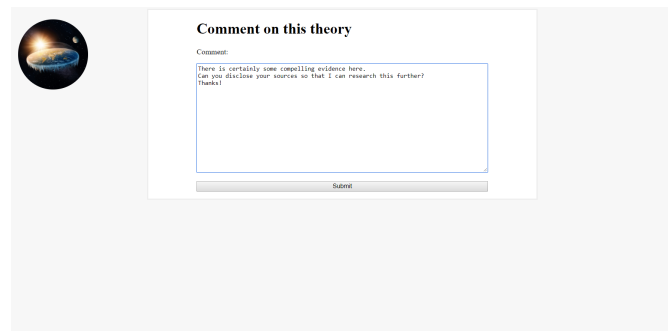 Comment on this theory
Comment:
There is certainly some compelling evidence here.
Can you disclose your sources so that I can research this further?
Thanks!
Submit